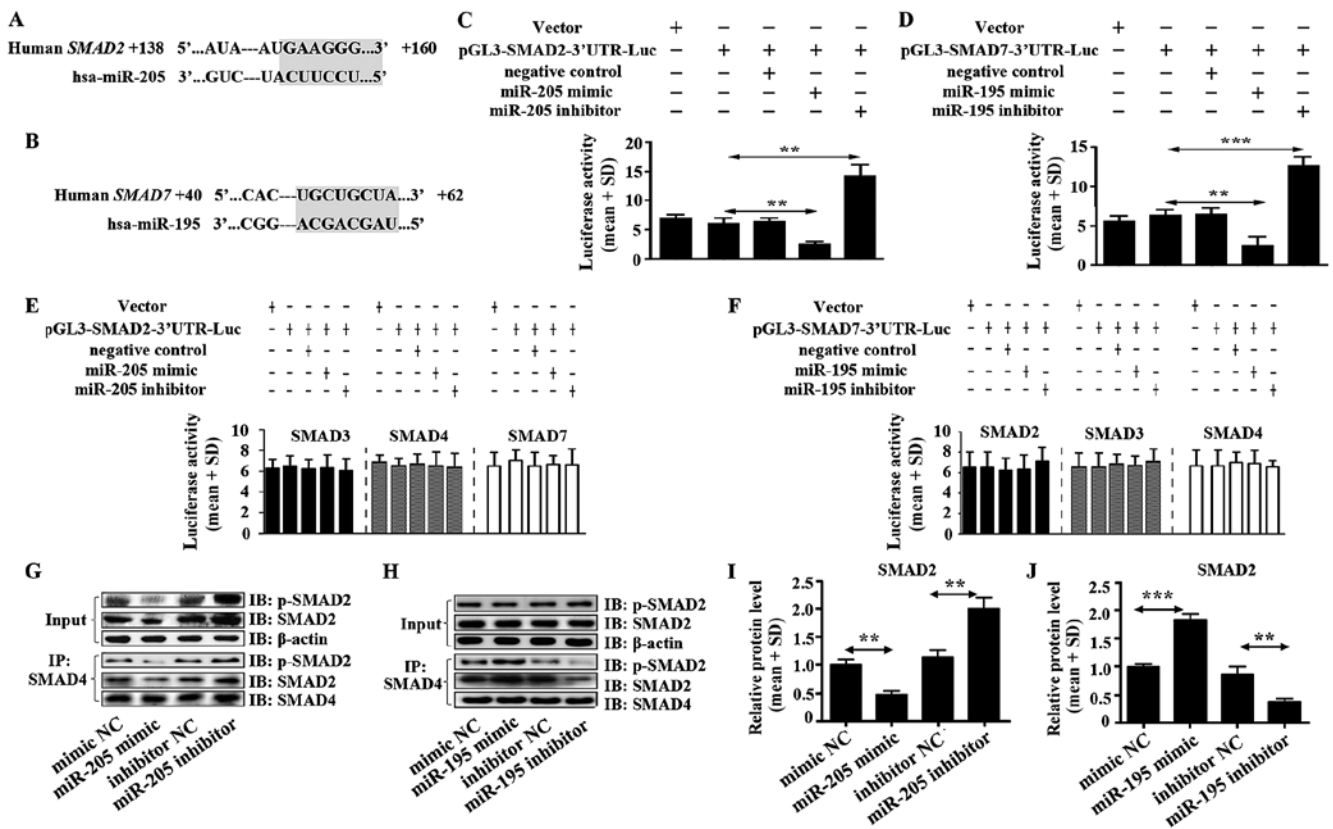 A
Human SMAD2 +138 5’...AUA---AUGAAGGG...3’ +160
hsa-miR-205 3’...GUC---UACUUCCU...5’
B
Human SMAD7 +40 5’...CAC---UGCUGCUA...3’ +62
hsa-miR-195 3’...CGG---ACGACGAU...5’
C
Vector + − − − −
pGL3-SMAD2-3’UTR-Luc − + + + +
negative control − − + − −
miR-205 mimic − − − + −
miR-205 inhibitor − − − − +
Luciferase activity
(mean + SD)
20
15
10
5
0
**
**
D
Vector + − − − −
pGL3-SMAD7-3’UTR-Luc − + + + +
negative control − − + − −
miR-195 mimic − − − + −
miR-195 inhibitor − − − − +
Luciferase activity
(mean + SD)
15
10
5
0
***
**
E
Vector + - - - - + - - - - + - - - -
pGL3-SMAD2-3’UTR-Luc - + + + + - + + + + - + + + +
negative control - - + - - - - + - - - - + - -
miR-205 mimic - - - + - - - - + - - - - + -
miR-205 inhibitor - - - - + - - - - + - - - - +
Luciferase activity
(mean + SD)
10
8
6
4
2
0
SMAD3 SMAD4 SMAD7
F
Vector + - - - - + - - - - + - - - -
pGL3-SMAD7-3’UTR-Luc - + + + + - + + + + - + + + +
negative control - - + - - - - + - - - - + - -
miR-195 mimic - - - + - - - - + - - - - + -
miR-195 inhibitor - - - - + - - - - + - - - - +
Luciferase activity
(mean + SD)
10
8
6
4
2
0
SMAD2 SMAD3 SMAD4
G
Input
IB: p-SMAD2
IB: SMAD2
IB: β-actin
IP:
SMAD4
IB: p-SMAD2
IB: SMAD2
IB: SMAD4
mimic NC
miR-205 mimic
inhibitor NC
miR-205 inhibitor
H
Input
IB: p-SMAD2
IB: SMAD2
IB: β-actin
IP:
SMAD4
IB: p-SMAD2
IB: SMAD2
IB: SMAD4
mimic NC
miR-195 mimic
inhibitor NC
miR-195 inhibitor
I
SMAD2
Relative protein level
(mean + SD)
2.5
2.0
1.5
1.0
0.5
0
**
**
mimic NC
miR-205 mimic
inhibitor NC
miR-205 inhibitor
J
SMAD2
Relative protein level
(mean + SD)
2.5
2.0
1.5
1.0
0.5
0
***
**
mimic NC
miR-195 mimic
inhibitor NC
miR-195 inhibitor